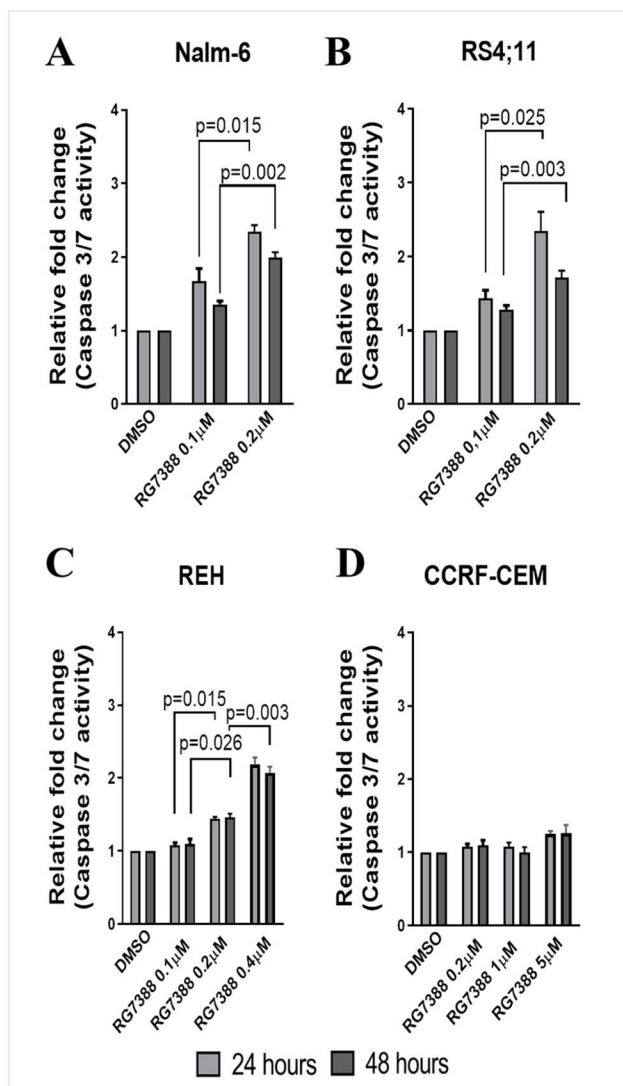 A
Nalm-6
Relative fold change
(Caspase 3/7 activity)
4
3
2
1
0
p=0.015
p=0.002
DMSO
RG7388 0.1µM
RG7388 0.2µM
B
RS4;11
Relative fold change
(Caspase 3/7 activity)
4
3
2
1
0
p=0.025
p=0.003
DMSO
RG7388 0,1µM
RG7388 0.2µM
C
REH
Relative fold change
(Caspase 3/7 activity)
4
3
2
1
0
p=0.015
p=0.003
p=0.026
DMSO
RG7388 0.1µM
RG7388 0.2µM
RG7388 0.4µM
D
CCRF-CEM
Relative fold change
(Caspase 3/7 activity)
4
3
2
1
0
DMSO
RG7388 0.2µM
RG7388 1µM
RG7388 5µM
24 hours
48 hours